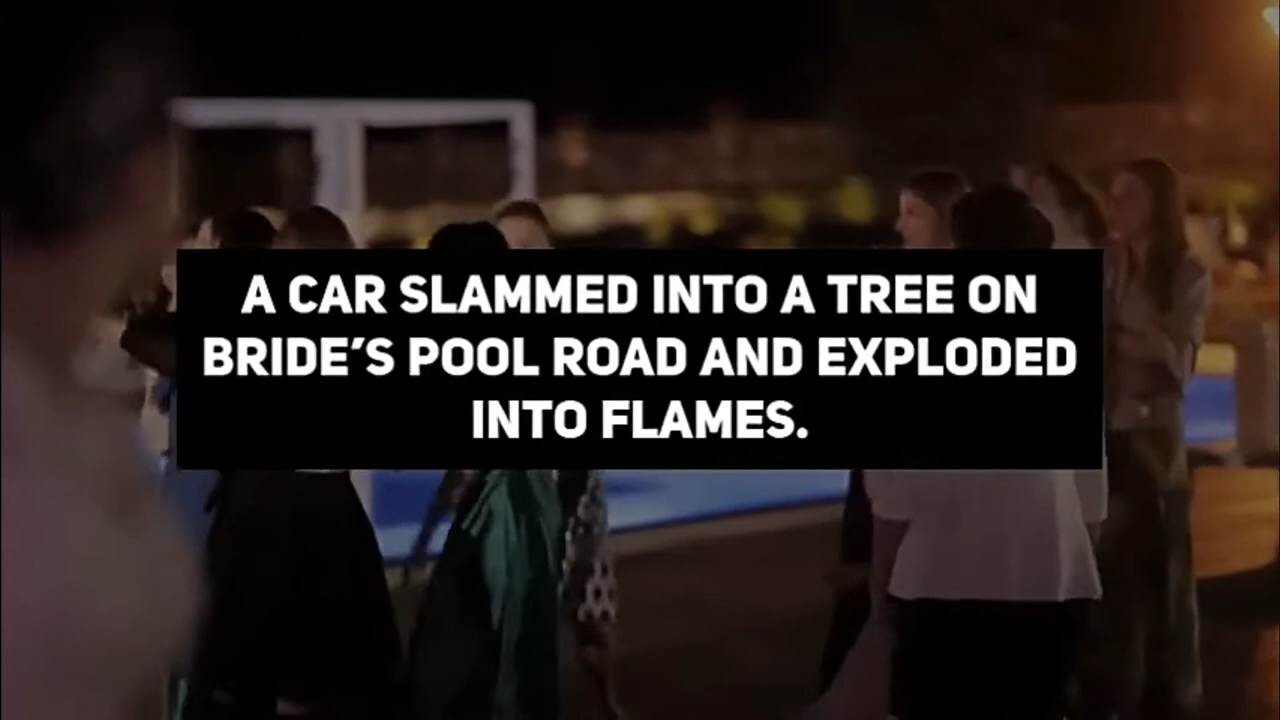 A CAR SLAMMED INTO A TREE ON
BRIDE'S POOL ROAD AND EXPLODED
INTO FLAMES.